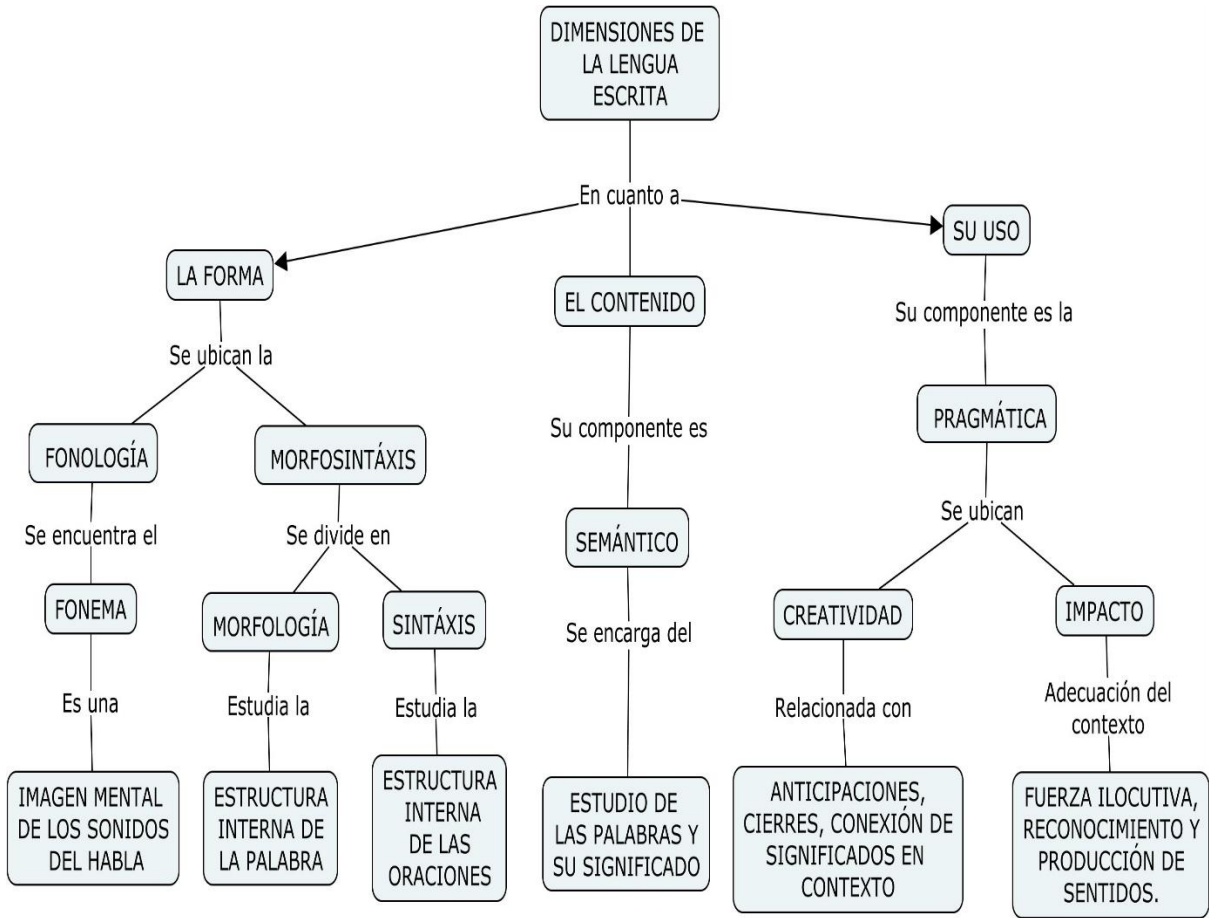 DIMENSIONES DE
LA LENGUA
ESCRITA
En cuanto a
SU USO
LA FORMA
EL CONTENIDO
Su componente es la
Se ubican la
PRAGMÁTICA
Su componente es
FONOLOGÍA
MORFOSINTÁXIS
Se ubican
Se encuentra el
Se divide en
SEMÁNTICO
FONEMA
MORFOLOGÍA
SINTÁXIS
CREATIVIDAD
IMPACTO
Se encarga del
Es una
Estudia la
Estudia la
Relacionada con
Adecuación del
contexto
IMAGEN MENTAL
DE LOS SONIDOS
DEL HABLA
ESTRUCTURA
INTERNA DE
LA PALABRA
ESTRUCTURA
INTERNA
DE LAS
ORACIONES
ESTUDIO DE
LAS PALABRAS Y
SU SIGNIFICADO
ANTICIPACIONES,
CIERRES, CONEXIÓN DE
SIGNIFICADOS EN
CONTEXTO
FUERZA ILOCUTIVA,
RECONOCIMIENTO Y
PRODUCCIÓN DE
SENTIDOS.